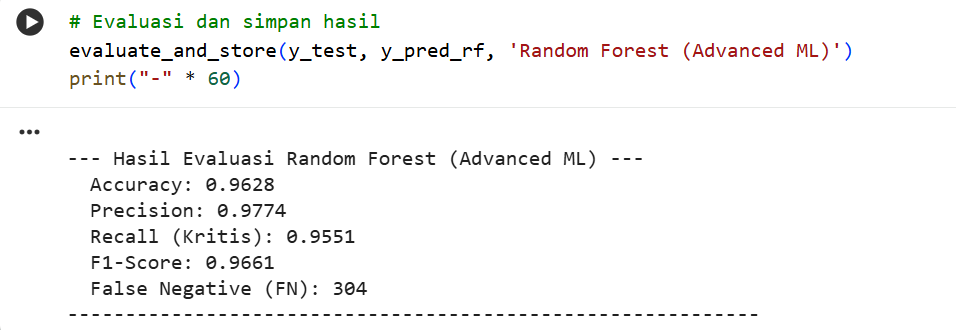 # Evaluasi dan simpan hasil
evaluate_and_store(y_test, y_pred_rf, 'Random Forest (Advanced ML)')
print("-" * 60)
--- Hasil Evaluasi Random Forest (Advanced ML) ---
Accuracy: 0.9628
Precision: 0.9774
Recall (Kritis): 0.9551
F1-Score: 0.9661
False Negative (FN): 304
------------------------------------------------------------